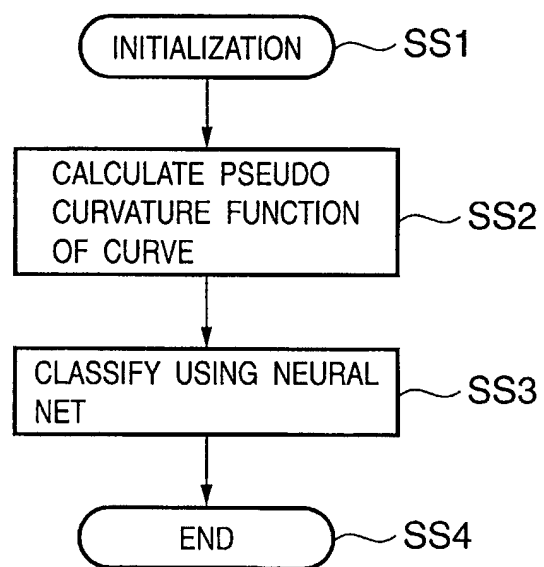 INITIALIZATION
SS1
CALCULATE PSEUDO
CURVATURE FUNCTION
OF CURVE
SS2
CLASSIFY USING NEURAL
NET
SS3
END
SS4